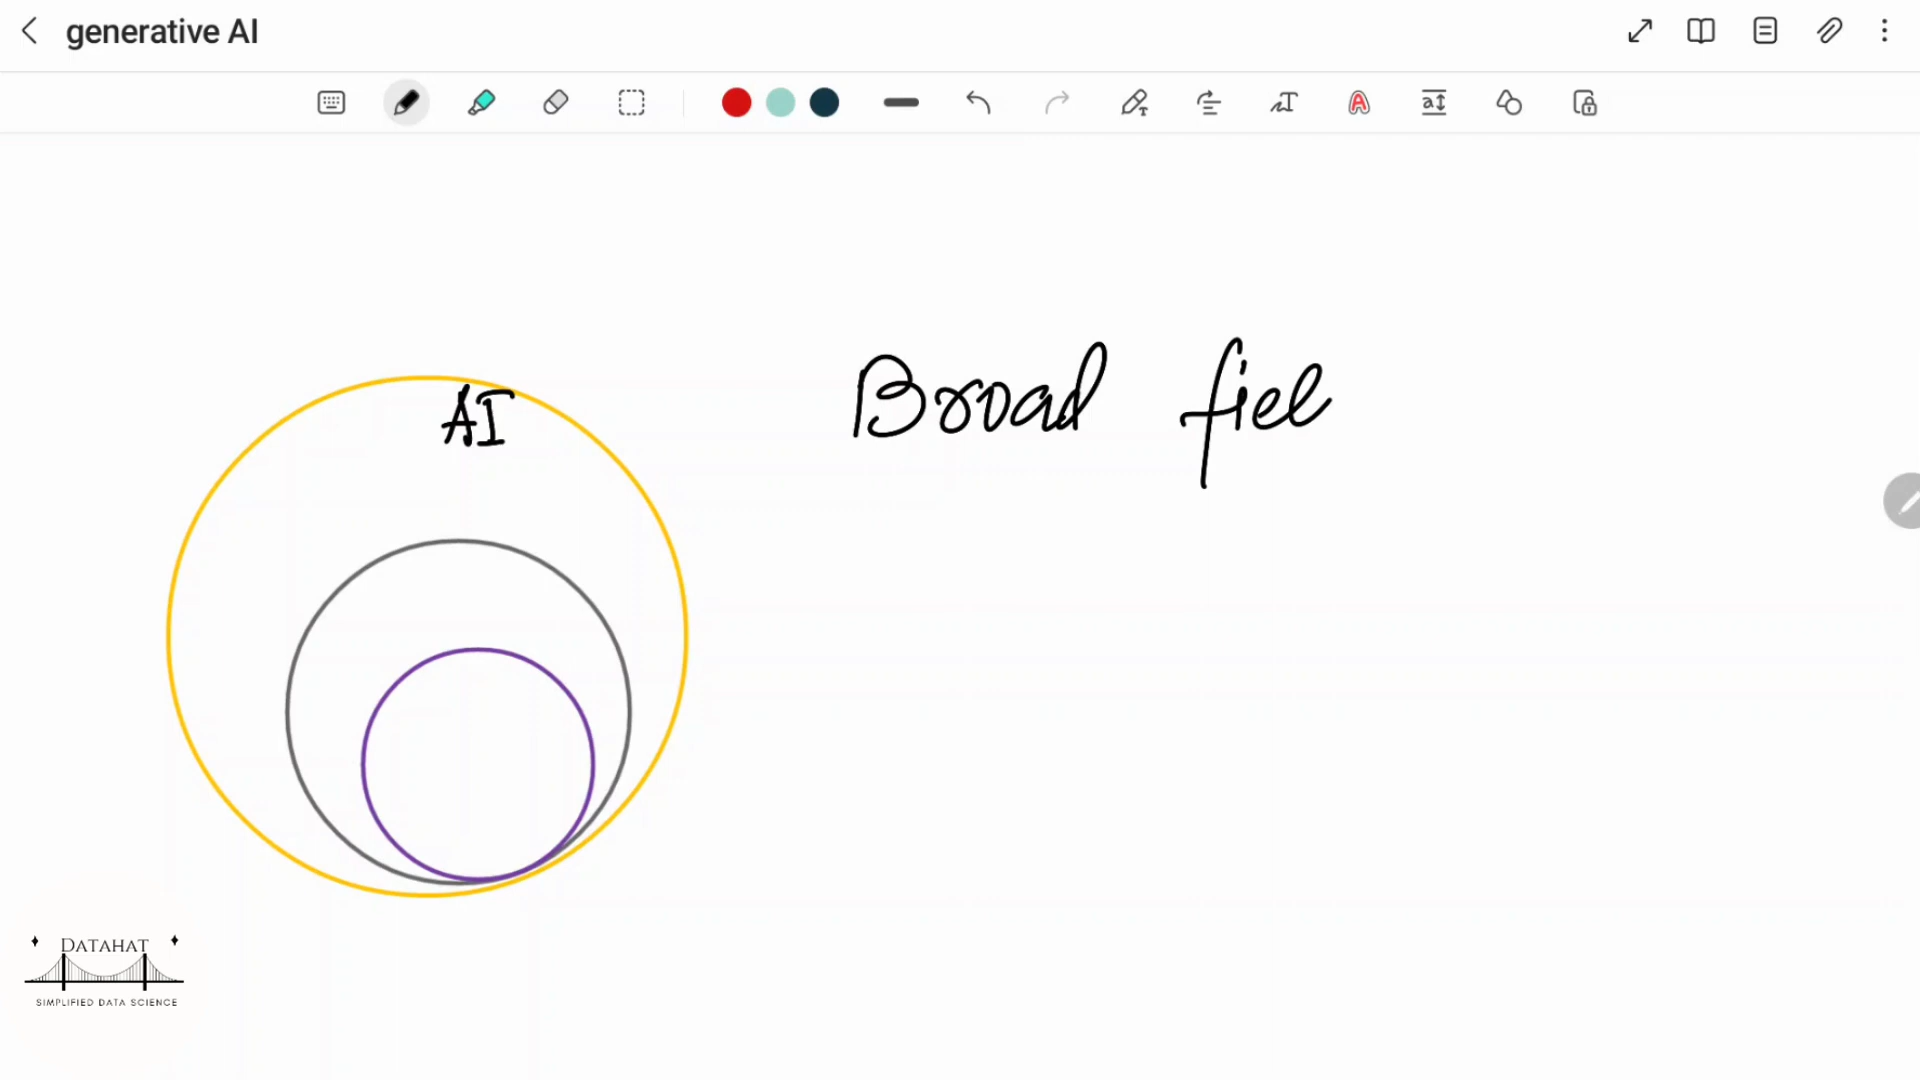 generative AI
AI
Broad fiel
DATAHAT
SIMPLIFIED DATA SCIENCE